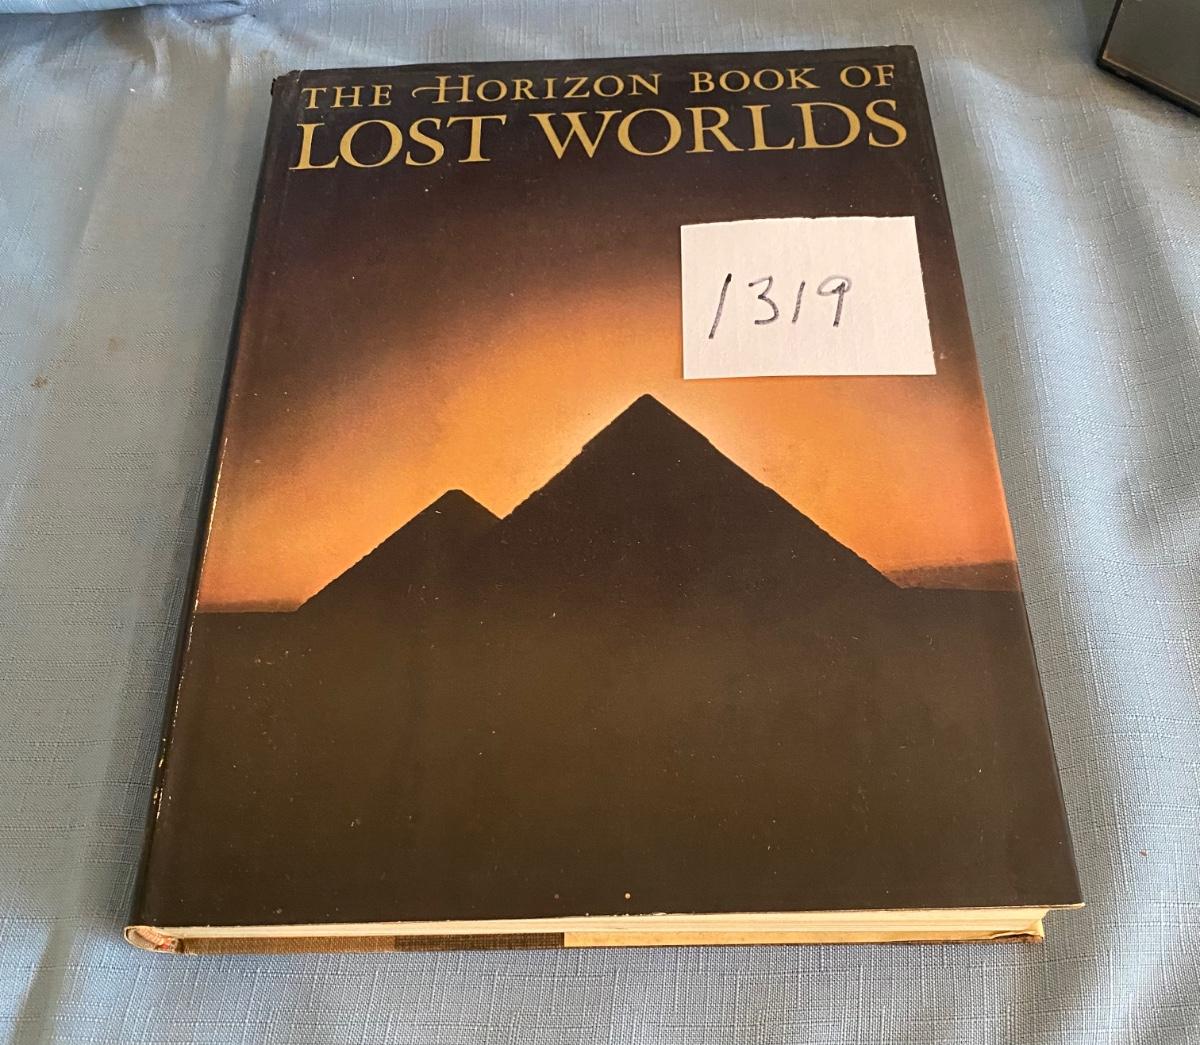 THE HORIZON BOOK OF
LOST WORLDS
1319